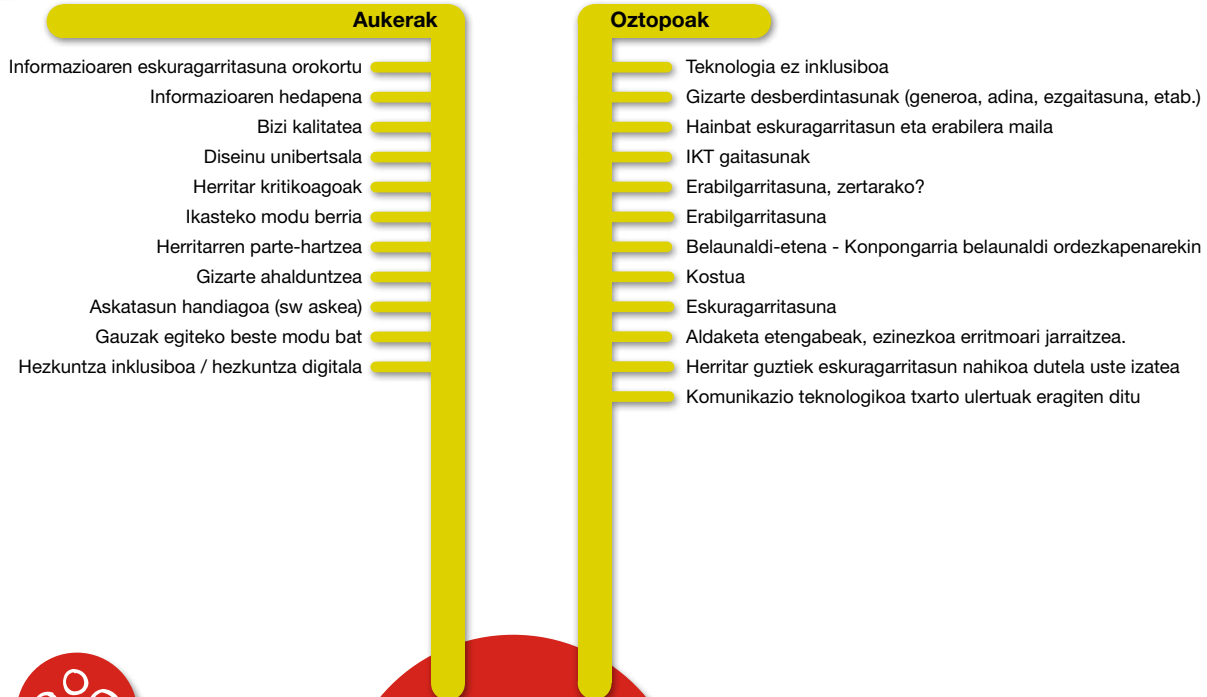 Aukerak
Informazioaren eskuragarritasuna orokortu
Informazioaren hedapena
Bizi kalitatea
Diseinu unibertsala
Herritar kritikoagoak
Ikasteko modu berria
Herritarren parte-hartzea
Gizarte ahalduntzea
Askatasun handiagoa (sw askea)
Gauzak egiteko beste modu bat
Hezkuntza inklusiboa / hezkuntza digitala
Oztopoak
Teknologia ez inklusiboa
Gizarte desberdintasunak (generoa, adina, ezgaitasuna, etab.)
Hainbat eskuragarritasun eta erabilera maila
IKT gaitasunak
Erabilgarritasuna, zertarako?
Erabilgarritasuna
Belaunaldi-etena - Konpongarria belaunaldi ordezkapenarekin
Kostua
Eskuragarritasuna
Aldaketa etengabeak, ezinezkoa erritmoari jarraitzea.
Herritar guztiek eskuragarritasun nahikoa dutela uste izatea
Komunikazio teknologikoa txarto ulertuak eragiten ditu